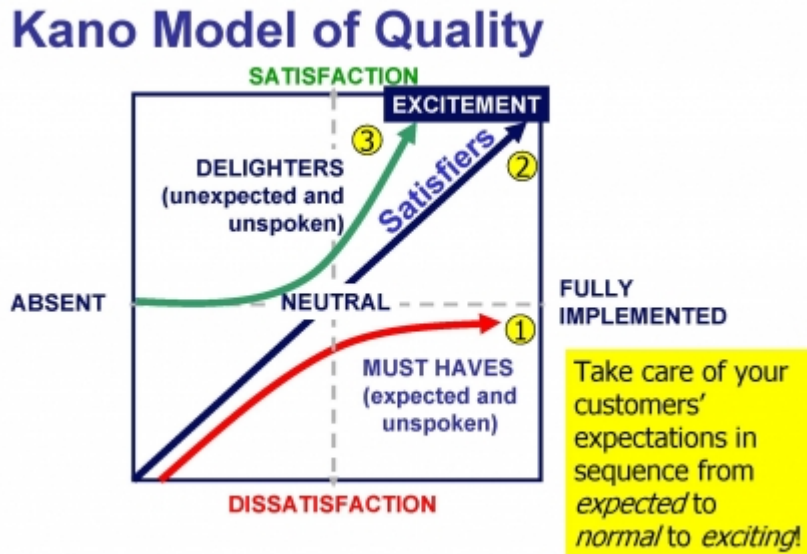 Kano Model of Quality
SATISFACTION
EXCITEMENT
3
DELIGHTERS
(unexpected and
unspoken)
Satisfiers
2
ABSENT
NEUTRAL
FULLY
IMPLEMENTED
1
MUST HAVES
(expected and
unspoken)
DISSATISFACTION
Take care of your
customers'
expectations in
sequence from
expected to
normal to exciting!